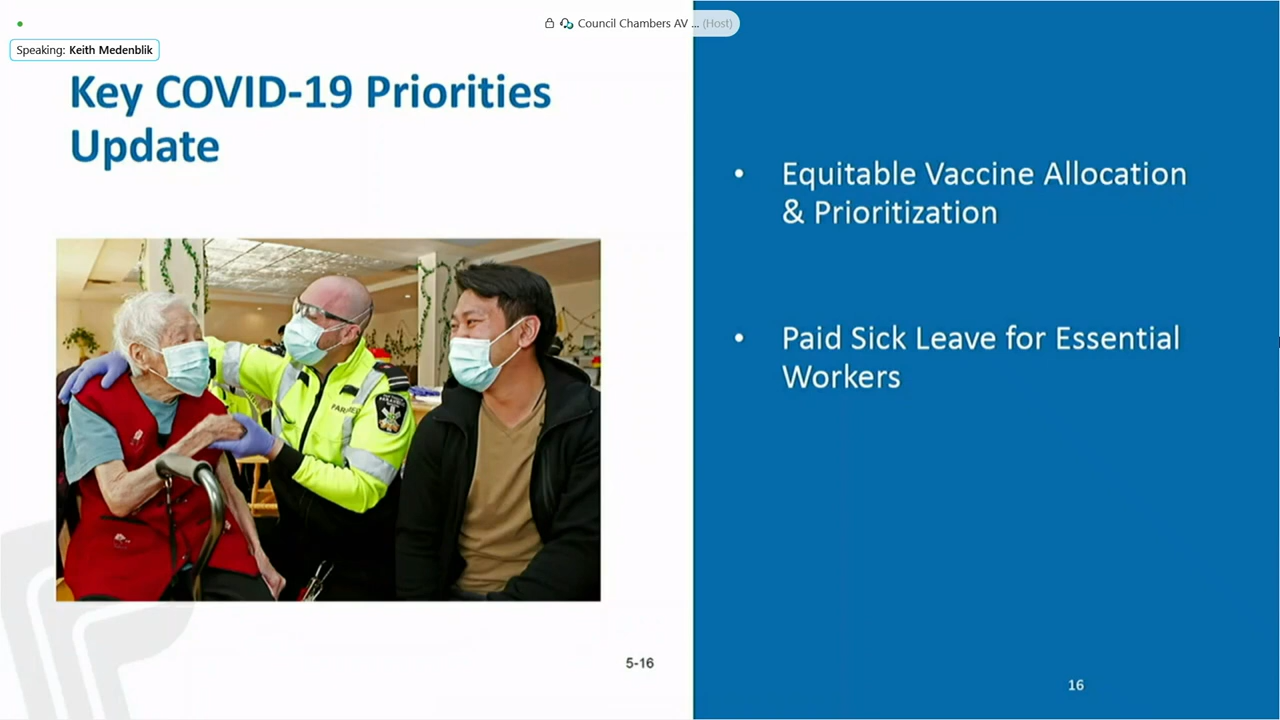 Council Chambers AV ... (Host)
Speaking: Keith Medenblik
Key COVID-19 Priorities
Update
• Equitable Vaccine Allocation
& Prioritization
• Paid Sick Leave for Essential
Workers
5-16
16